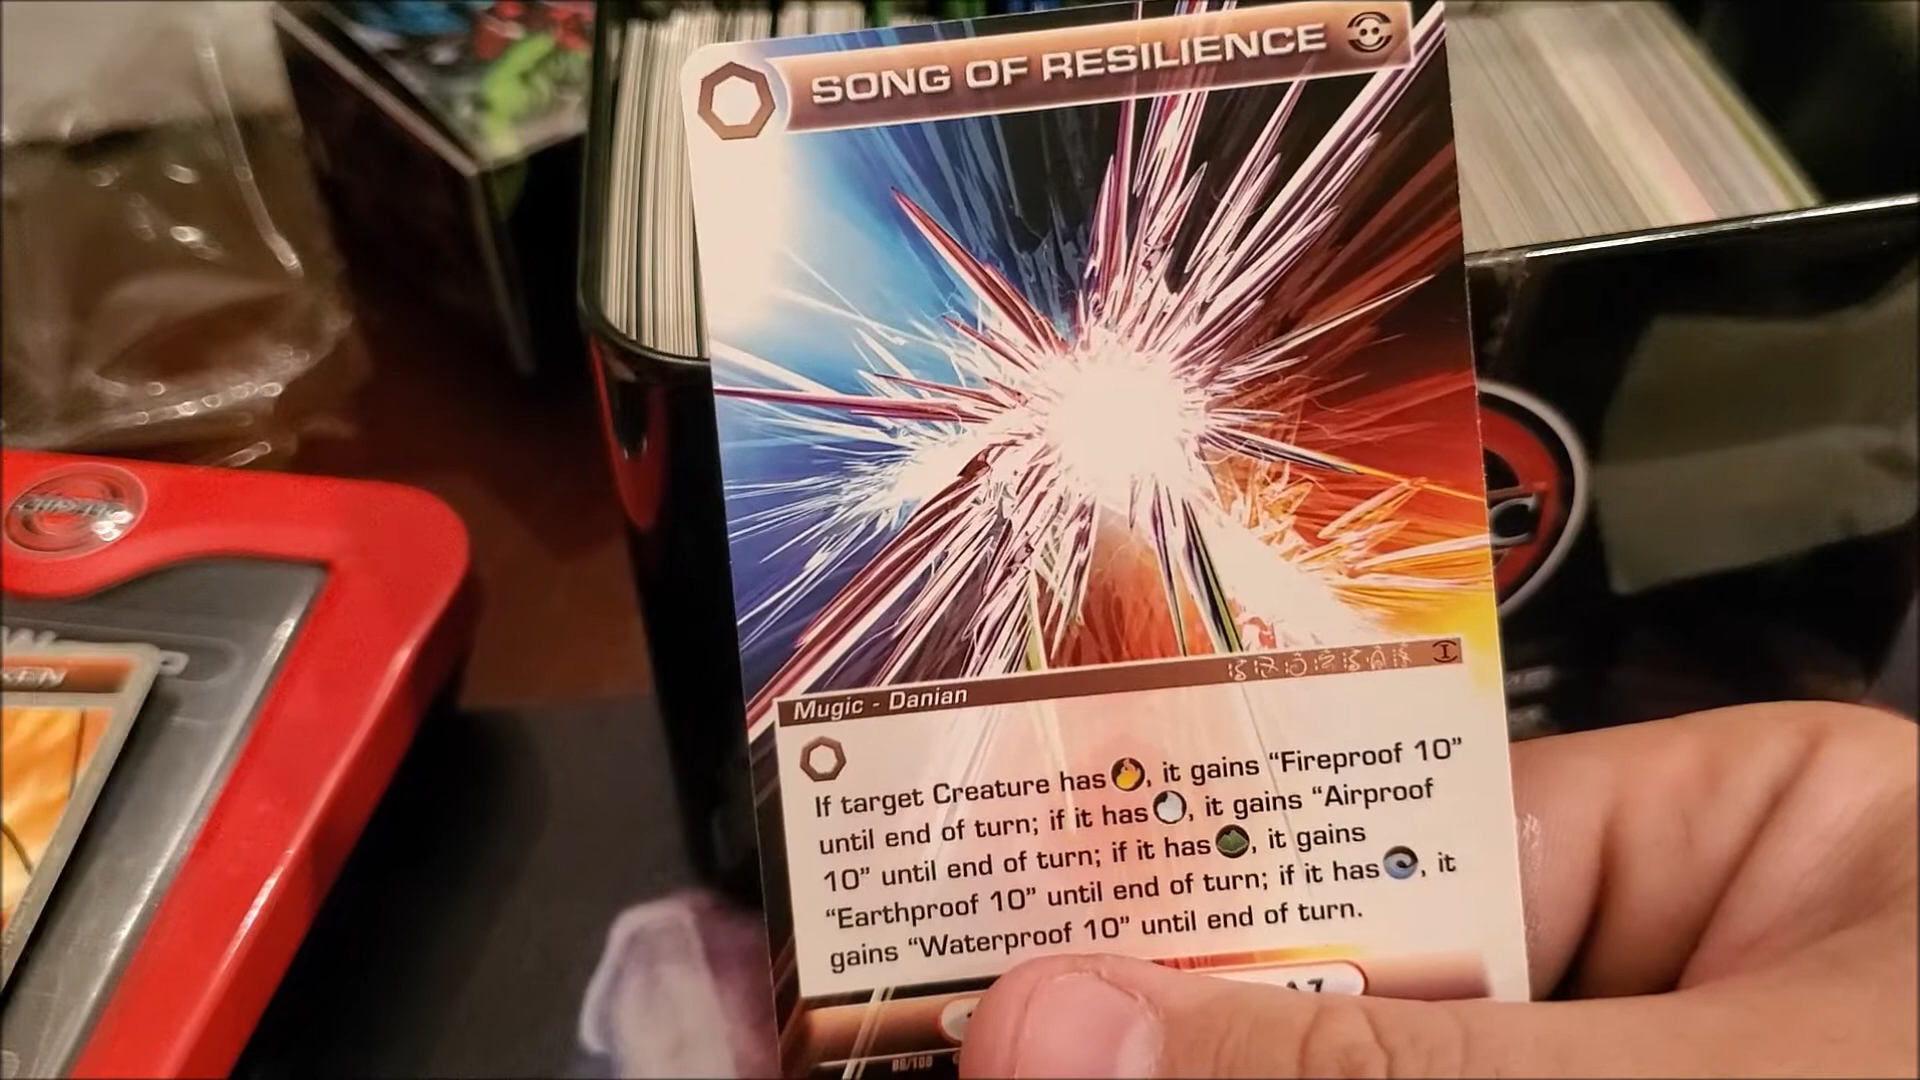 SONG OF RESILIENCE
Mugic - Danian
If target Creature has, it gains “Fireproof 10”
until end of turn; if it has, it gains “Airproof
10” until end of turn; if it has, it gains
“Earthproof 10” until end of turn; if it has, it
gains “Waterproof 10” until end of turn.